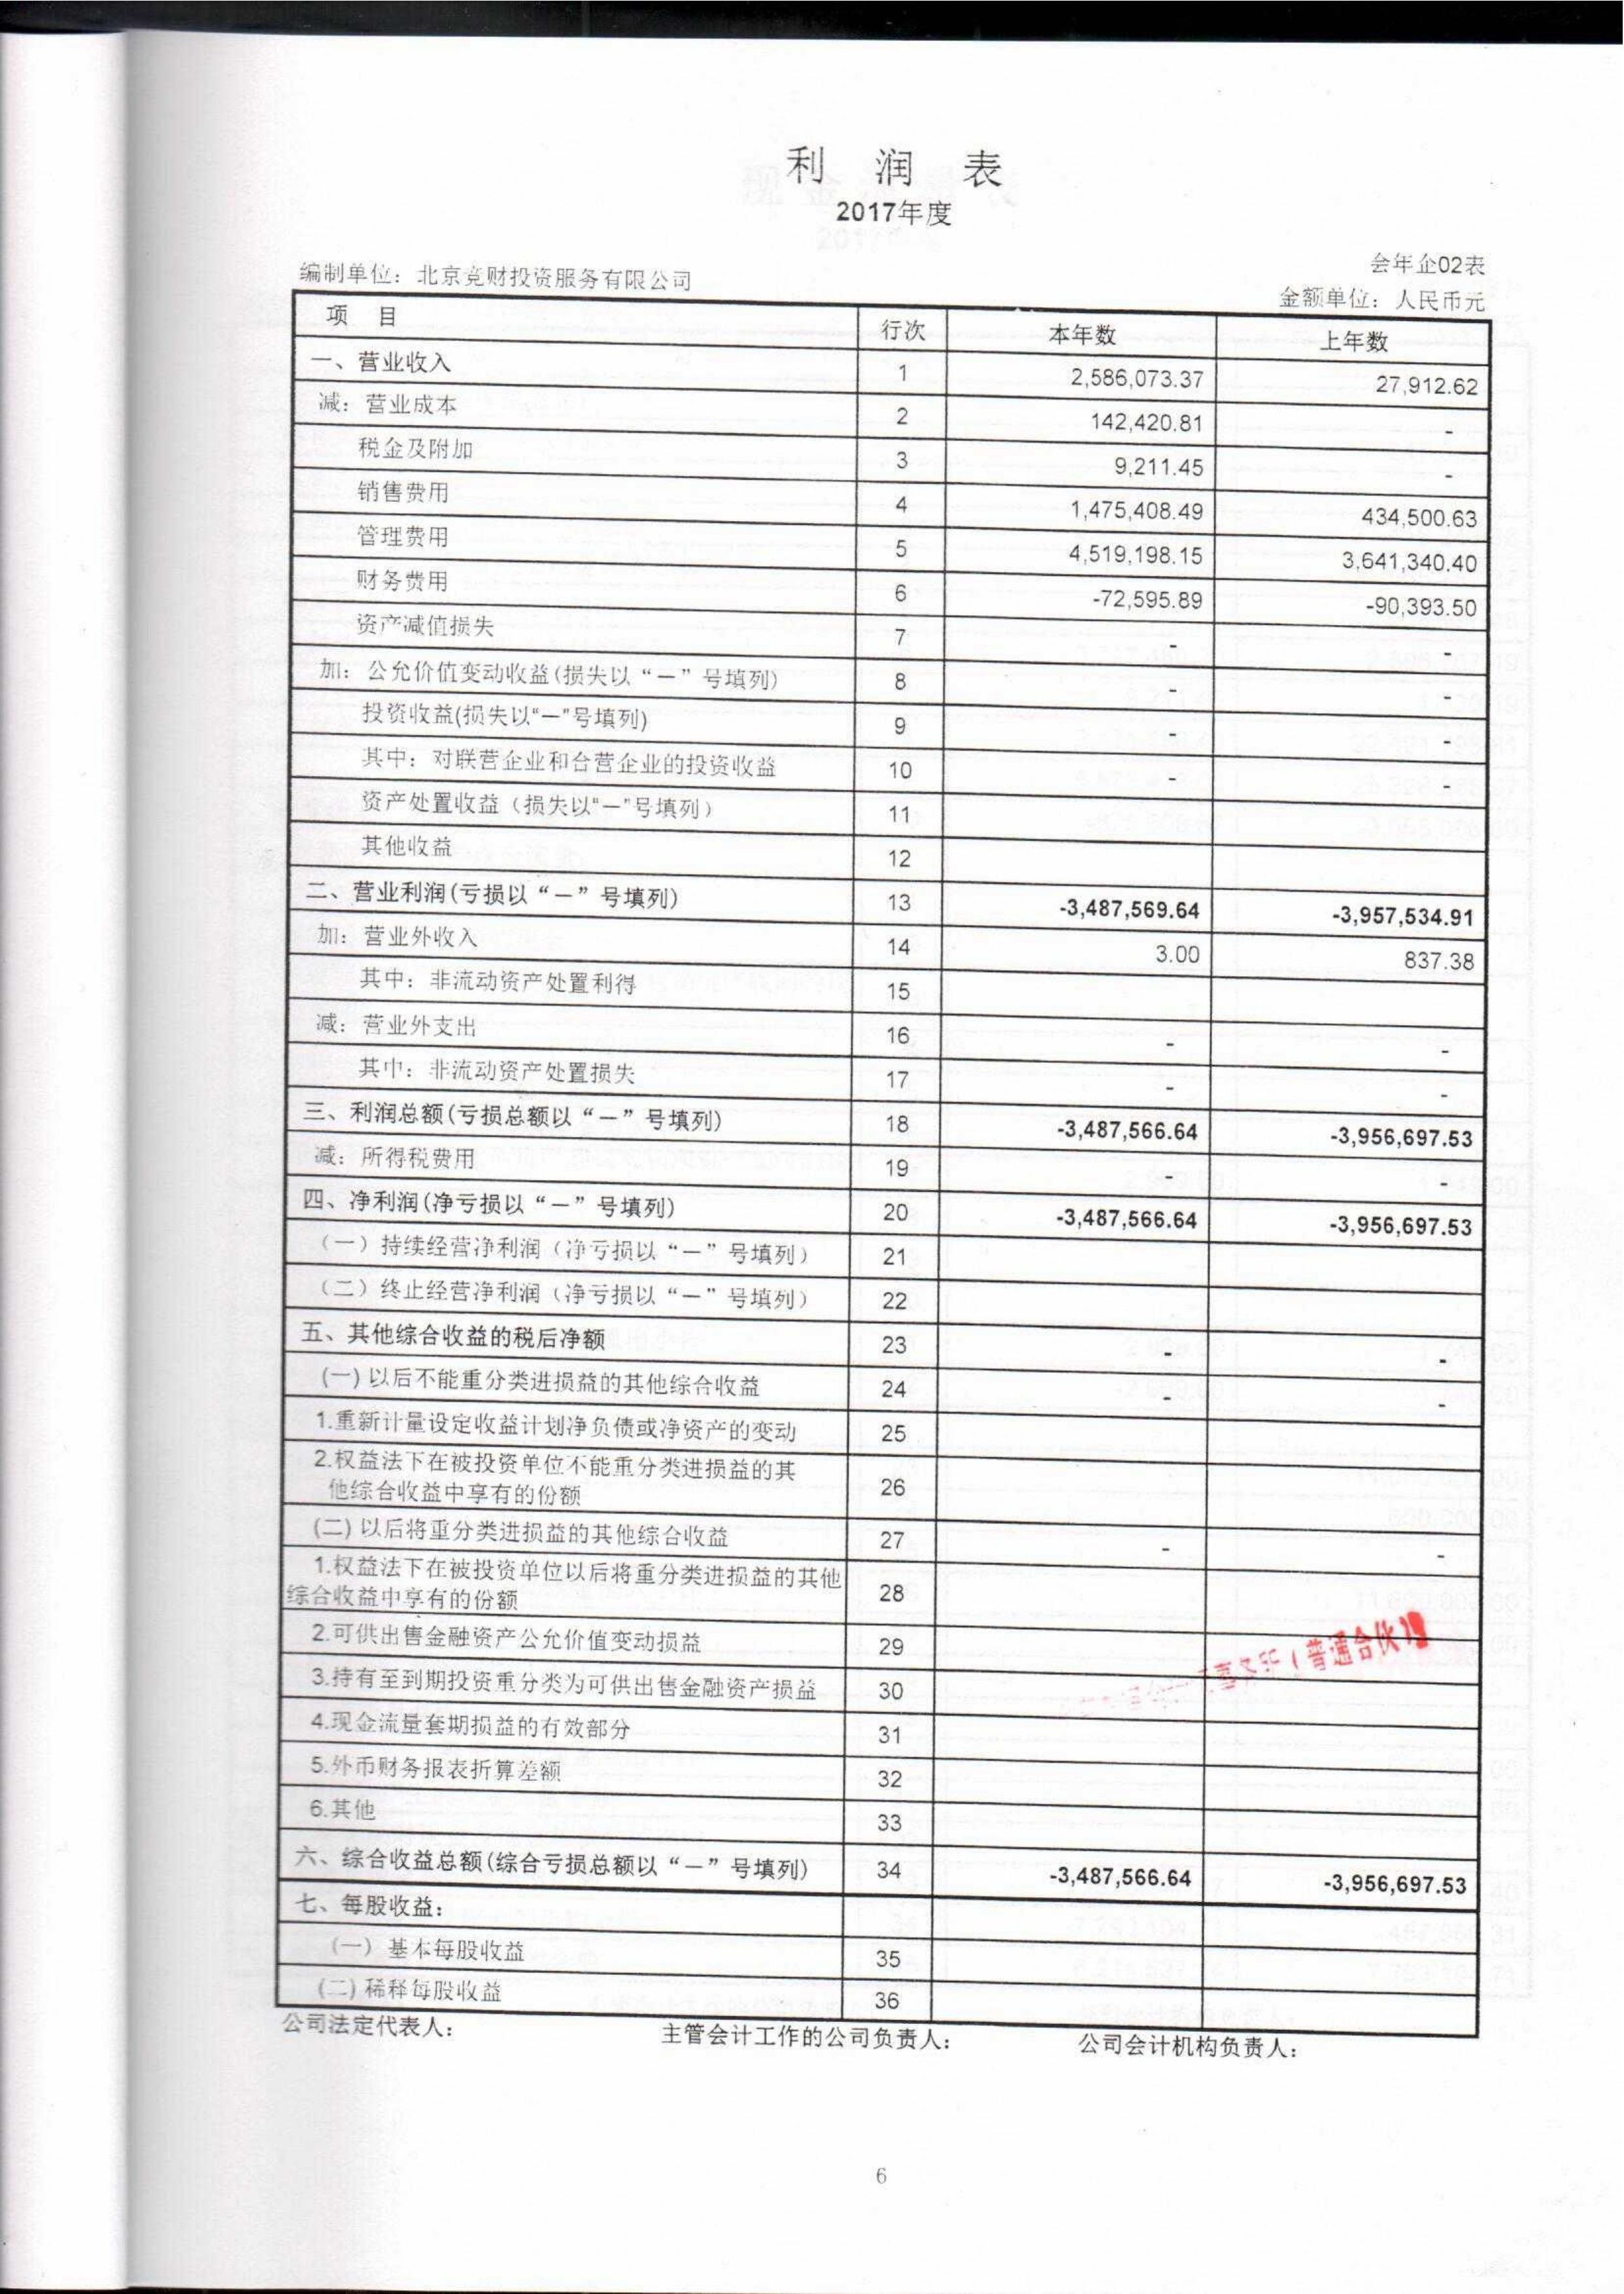 利 润 表
2017年度
会年企02表
编制单位：北京竞财投资服务有限公司 金额单位：人民币元
项 目 行次 本年数 上年数
一、营业收入 1 2,586,073.37 27,912.62
减：营业成本 2 142,420.81 -
税金及附加 3 9,211.45 -
销售费用 4 1,475,408.49 434,500.63
管理费用 5 4,519,198.15 3,641,340.40
财务费用 6 -72,595.89 -90,393.50
资产减值损失 7 - -
加：公允价值变动收益(损失以“－”号填列) 8 - -
投资收益(损失以“－”号填列) 9 - -
其中：对联营企业和合营企业的投资收益 10 - -
资产处置收益（损失以“－”号填列） 11
其他收益 12
二、营业利润(亏损以“－”号填列) 13 -3,487,569.64 -3,957,534.91
加：营业外收入 14 3.00 837.38
其中：非流动资产处置利得 15
减：营业外支出 16 - -
其中：非流动资产处置损失 17 - -
三、利润总额(亏损总额以“－”号填列) 18 -3,487,566.64 -3,956,697.53
减：所得税费用 19 - -
四、净利润(净亏损以“－”号填列) 20 -3,487,566.64 -3,956,697.53
（一）持续经营净利润（净亏损以“－”号填列） 21
（二）终止经营净利润（净亏损以“－”号填列） 22
五、其他综合收益的税后净额 23 - -
(一)以后不能重分类进损益的其他综合收益 24 - -
1.重新计量设定收益计划净负债或净资产的变动 25
2.权益法下在被投资单位不能重分类进损益的其
他综合收益中享有的份额 26
(二)以后将重分类进损益的其他综合收益 27 - -
1.权益法下在被投资单位以后将重分类进损益的其他
综合收益中享有的份额 28
2.可供出售金融资产公允价值变动损益 29
（普通合伙）
3.持有至到期投资重分类为可供出售金融资产损益 30
4.现金流量套期损益的有效部分 31
5.外币财务报表折算差额 32
6.其他 33
六、综合收益总额(综合亏损总额以“－”号填列) 34 -3,487,566.64 -3,956,697.53
七、每股收益：
（一）基本每股收益 35
(二)稀释每股收益 36
公司法定代表人： 主管会计工作的公司负责人： 公司会计机构负责人：
6